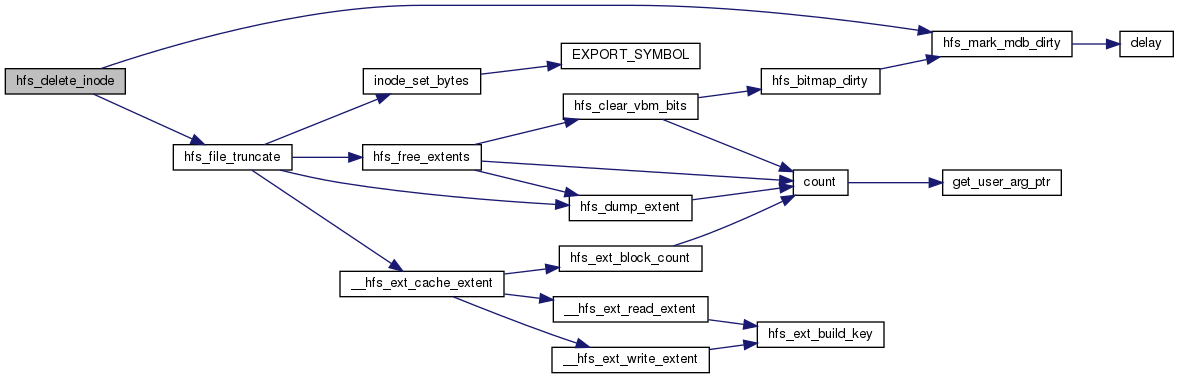 hfs_delete_inode
hfs_mark_mdb_dirty
delay
hfs_file_truncate
inode_set_bytes
EXPORT_SYMBOL
hfs_free_extents
hfs_clear_vbm_bits
hfs_bitmap_dirty
count
get_user_arg_ptr
hfs_dump_extent
__hfs_ext_cache_extent
hfs_ext_block_count
__hfs_ext_read_extent
hfs_ext_build_key
__hfs_ext_write_extent